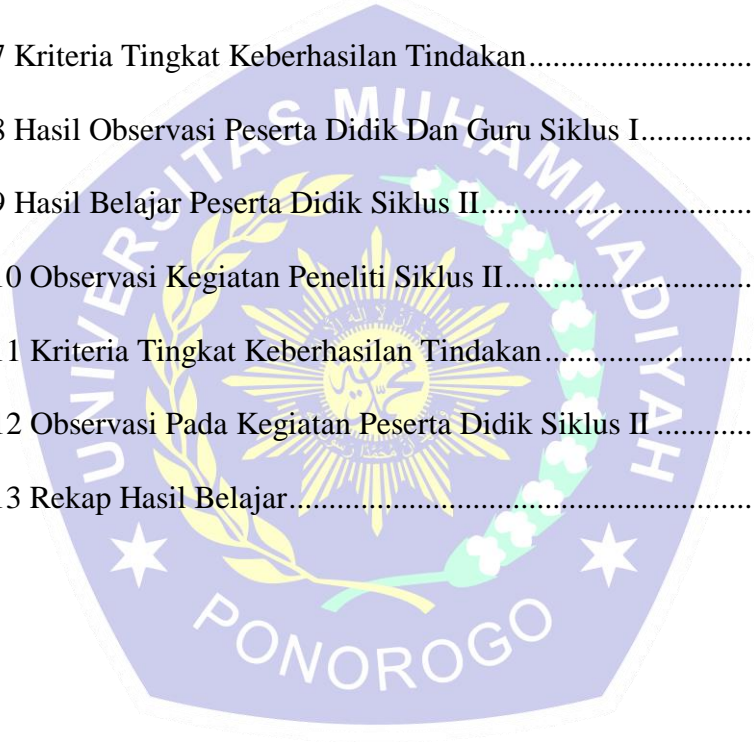 7 Kriteria Tingkat Keberhasilan Tindakan............................
8 Hasil Observasi Peserta Didik Dan Guru Siklus I..............
9 Hasil Belajar Peserta Didik Siklus II..................................
10 Observasi Kegiatan Peneliti Siklus II...............................
11 Kriteria Tingkat Keberhasilan Tindakan..........................
12 Observasi Pada Kegiatan Peserta Didik Siklus II ............
13 Rekap Hasil Belajar..........................................................
UNIVERSITAS MUHAMMADIYAH
PONOROGO